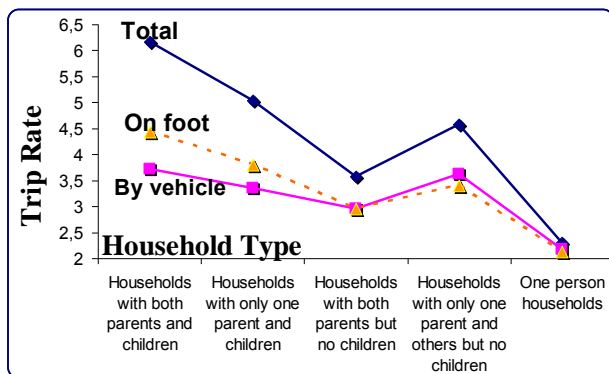 Total
On foot
By vehicle
Trip Rate
Household Type
6,5
6
5,5
5
4,5
4
3,5
3
2,5
2
Households
with both
parents and
children
Households
with only one
parent and
children
Households
with both
parents but
no children
Households
with only one
parent and
others but no
children
One person
households